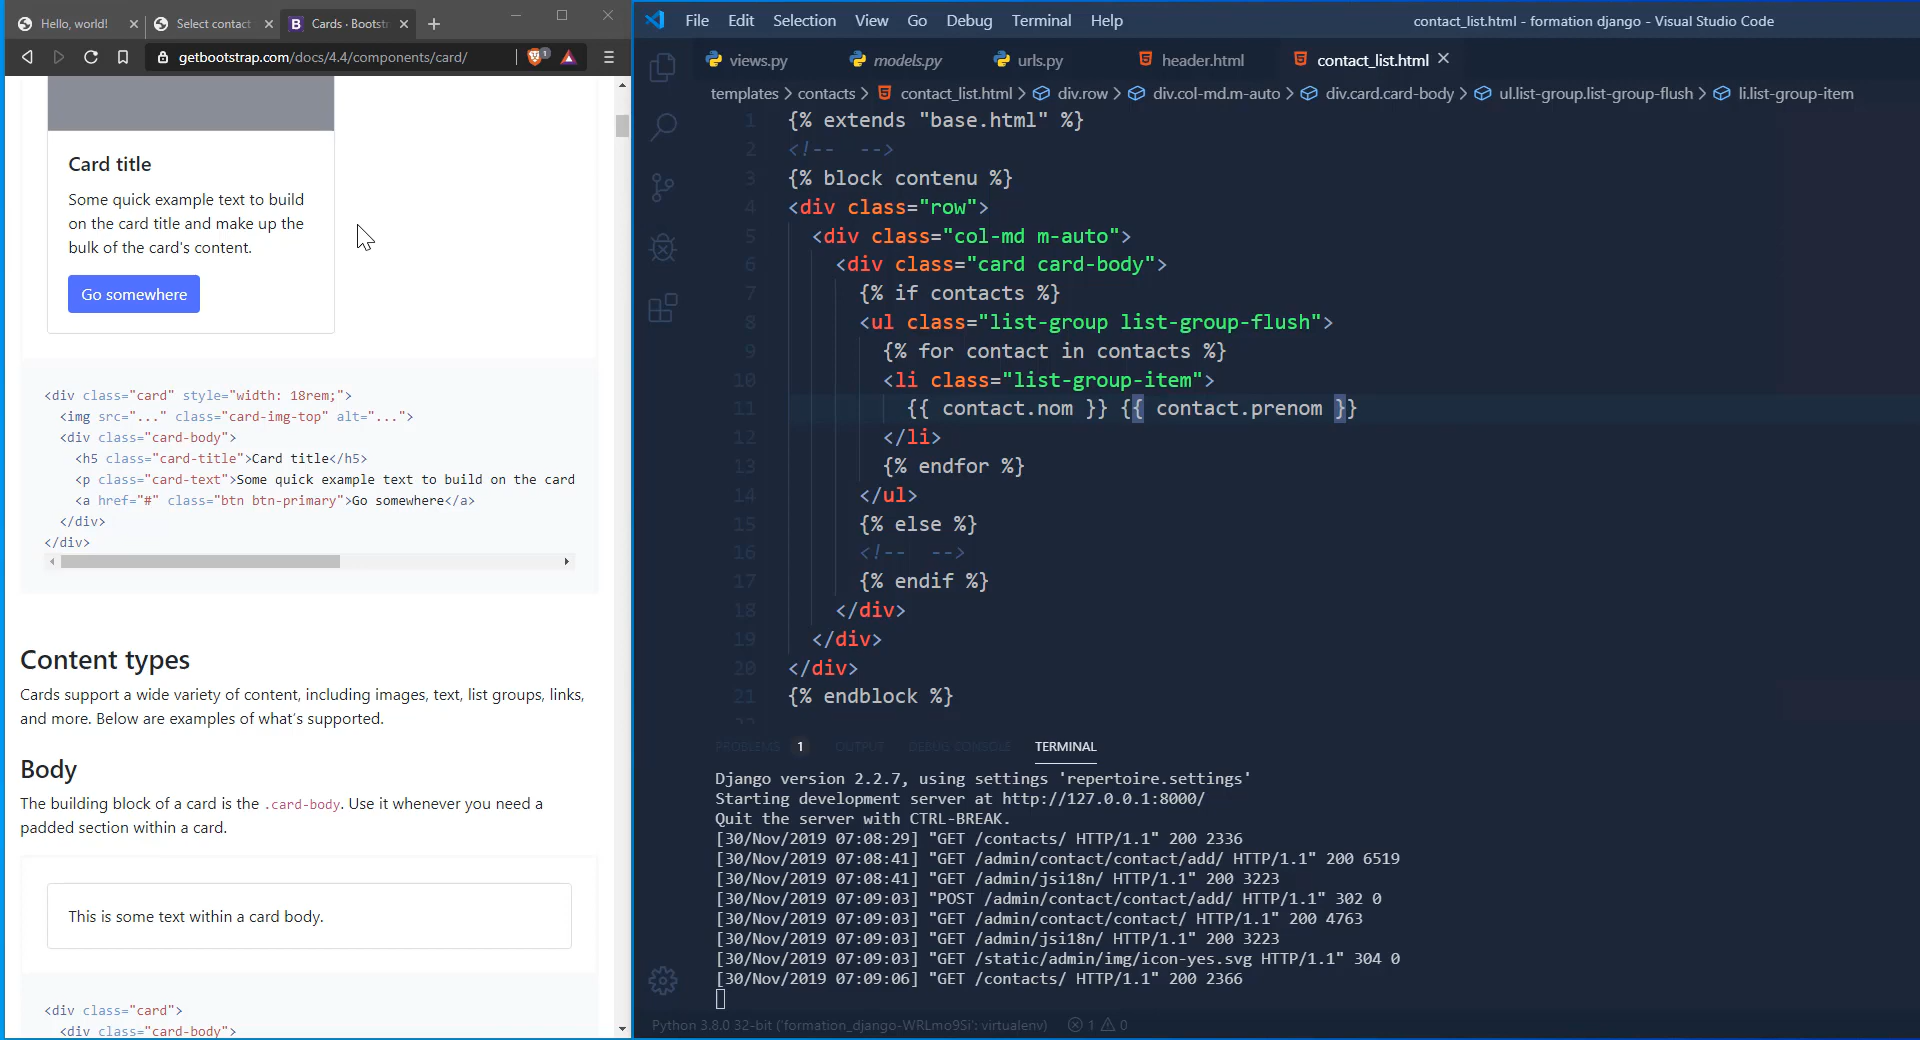 Hello, world!
Select contact
B Cards · Bootstr
getbootstrap.com/docs/4.4/components/card/
1
Card title
Some quick example text to build
on the card title and make up the
bulk of the card's content.
Go somewhere
<div class="card" style="width: 18rem;">
<img src="..." class="card-img-top" alt="...">
<div class="card-body">
<h5 class="card-title">Card title</h5>
<p class="card-text">Some quick example text to build on the card
<a href="#" class="btn btn-primary">Go somewhere</a>
</div>
</div>
Content types
Cards support a wide variety of content, including images, text, list groups, links,
and more. Below are examples of what's supported.
Body
The building block of a card is the .card-body. Use it whenever you need a
padded section within a card.
This is some text within a card body.
<div class="card">
<div class="card-body">
File Edit Selection View Go Debug Terminal Help
contact_list.html - formation django - Visual Studio Code
views.py
models.py
urls.py
header.html
contact_list.html
templates > contacts > contact_list.html > div.row > div.col-md.m-auto > div.card.card-body > ul.list-group.list-group-flush > li.list-group-item
1 {% extends "base.html" %}
2 <!-- -->
3 {% block contenu %}
4 <div class="row">
5 <div class="col-md m-auto">
6 <div class="card card-body">
7 {% if contacts %}
8 <ul class="list-group list-group-flush">
9 {% for contact in contacts %}
10 <li class="list-group-item">
11 {{ contact.nom }} {{ contact.prenom }}
12 </li>
13 {% endfor %}
14 </ul>
15 {% else %}
16 <!-- -->
17 {% endif %}
18 </div>
19 </div>
20 </div>
21 {% endblock %}
22
PROBLEMS 1 OUTPUT DEBUG CONSOLE TERMINAL
Django version 2.2.7, using settings 'repertoire.settings'
Starting development server at http://127.0.0.1:8000/
Quit the server with CTRL-BREAK.
[30/Nov/2019 07:08:29] "GET /contacts/ HTTP/1.1" 200 2336
[30/Nov/2019 07:08:41] "GET /admin/contact/contact/add/ HTTP/1.1" 200 6519
[30/Nov/2019 07:08:41] "GET /admin/jsi18n/ HTTP/1.1" 200 3223
[30/Nov/2019 07:09:03] "POST /admin/contact/contact/add/ HTTP/1.1" 302 0
[30/Nov/2019 07:09:03] "GET /admin/contact/contact/ HTTP/1.1" 200 4763
[30/Nov/2019 07:09:03] "GET /admin/jsi18n/ HTTP/1.1" 200 3223
[30/Nov/2019 07:09:03] "GET /static/admin/img/icon-yes.svg HTTP/1.1" 304 0
[30/Nov/2019 07:09:06] "GET /contacts/ HTTP/1.1" 200 2366
Python 3.8.0 32-bit ('formation_django-WRLmo9Si': virtualenv) 1 0